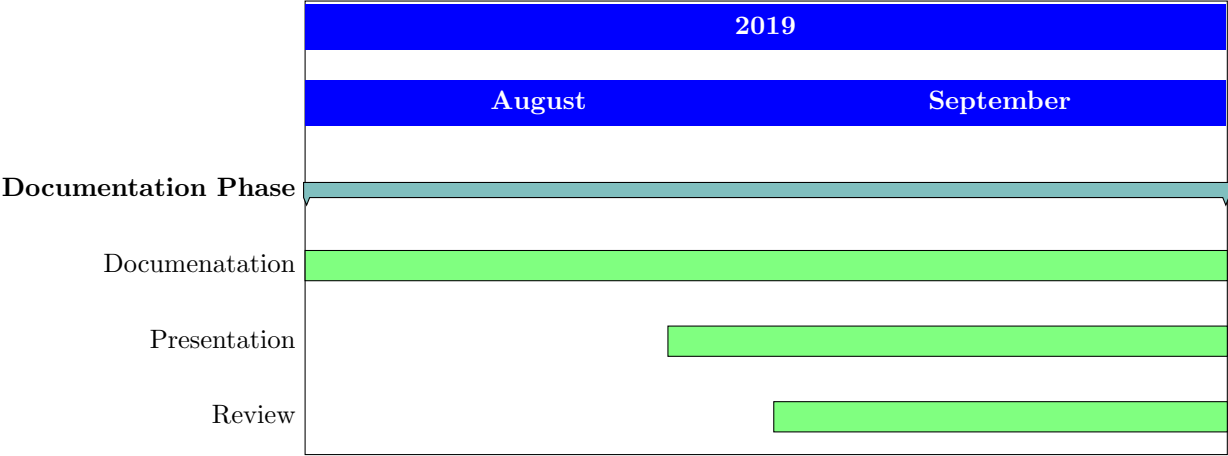 2019
August September
Documentation Phase
Documenatation
Presentation
Review